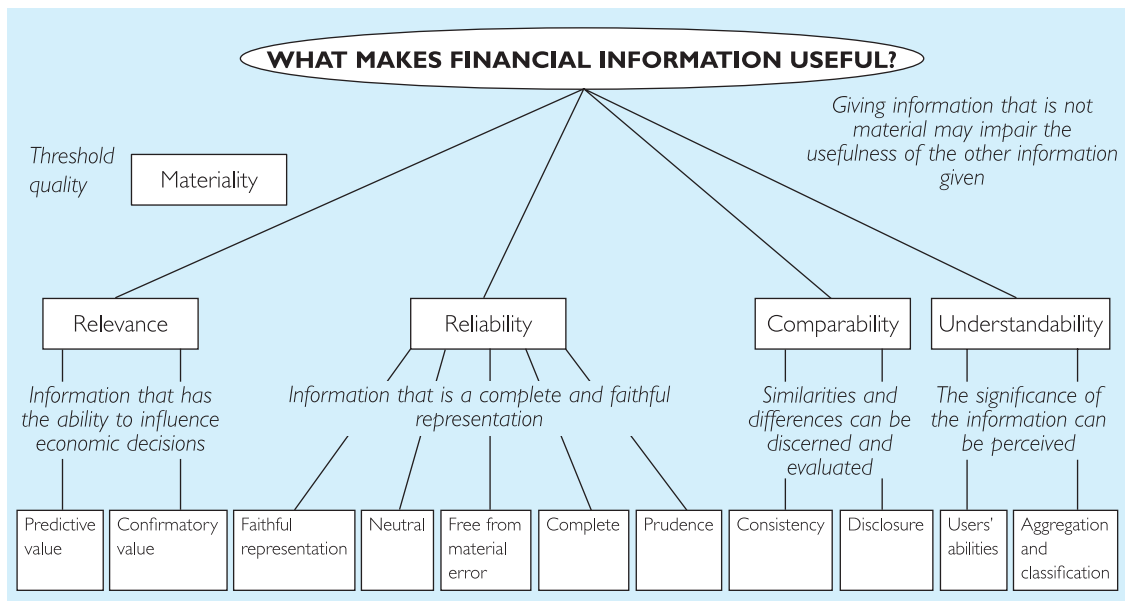 WHAT MAKES FINANCIAL INFORMATION USEFUL?
Giving information that is not
material may impair the
usefulness of the other information
given
Threshold
quality
Materiality
Relevance
Reliability
Comparability
Understandability
Information that has
the ability to influence
economic decisions
Information that is a complete and faithful
representation
Similarities and
differences can be
discerned and
evaluated
The significance of
the information can
be perceived
Predictive
value
Confirmatory
value
Faithful
representation
Neutral
Free from
material
error
Complete
Prudence
Consistency
Disclosure
Users'
abilities
Aggregation
and
classification